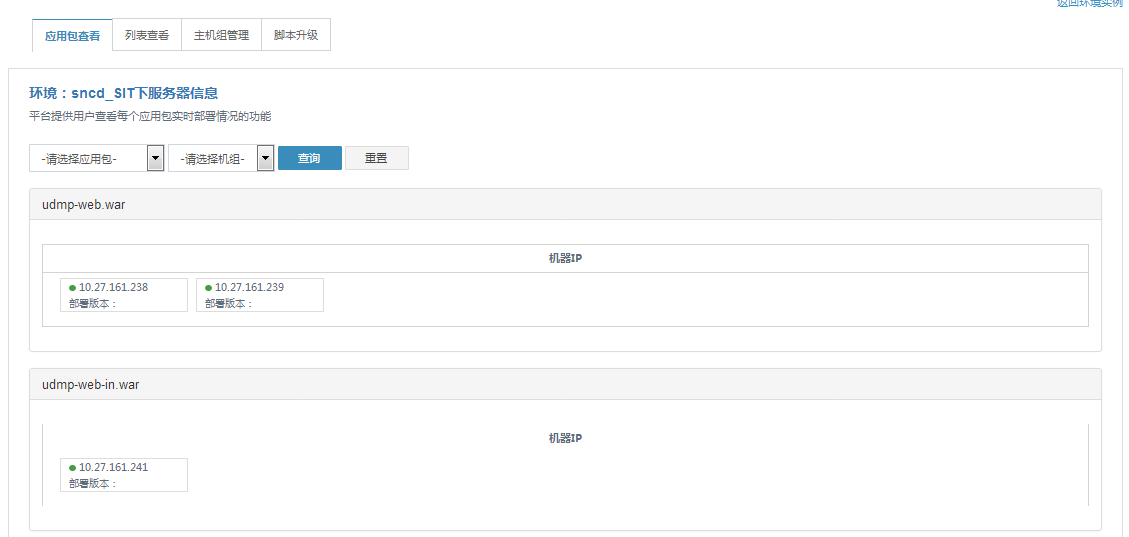 返回环境实例
应用包查看 列表查看 主机组管理 脚本升级
环境：sncd_SIT下服务器信息
平台提供用户查看每个应用包实时部署情况的功能
-请选择应用包- -请选择机组- 查询 重置
udmp-web.war
机器IP
10.27.161.238 10.27.161.239
部署版本： 部署版本：
udmp-web-in.war
机器IP
10.27.161.241
部署版本：